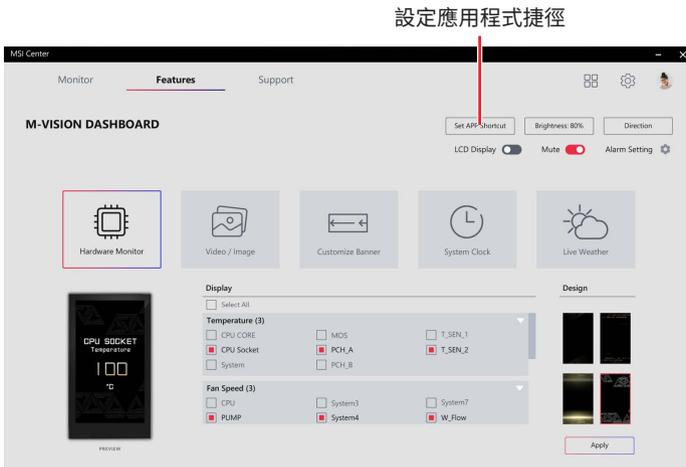 設定應用程式捷徑
MSI Center
Monitor Features Support
M-VISION DASHBOARD
Set APP Shortcut Brightness: 80% Direction
LCD Display Mute Alarm Setting
Hardware Monitor Video / Image Customize Banner System Clock Live Weather
Display Design
Select All
Temperature (3)
CPU CORE MOS T_SEN_1
CPU Socket PCH_A T_SEN_2
System PCH_B
Fan Speed (3)
CPU System3 System7
PUMP System4 W_Flow
CPU SOCKET
Temperature
100
°C
PREVIEW
Apply